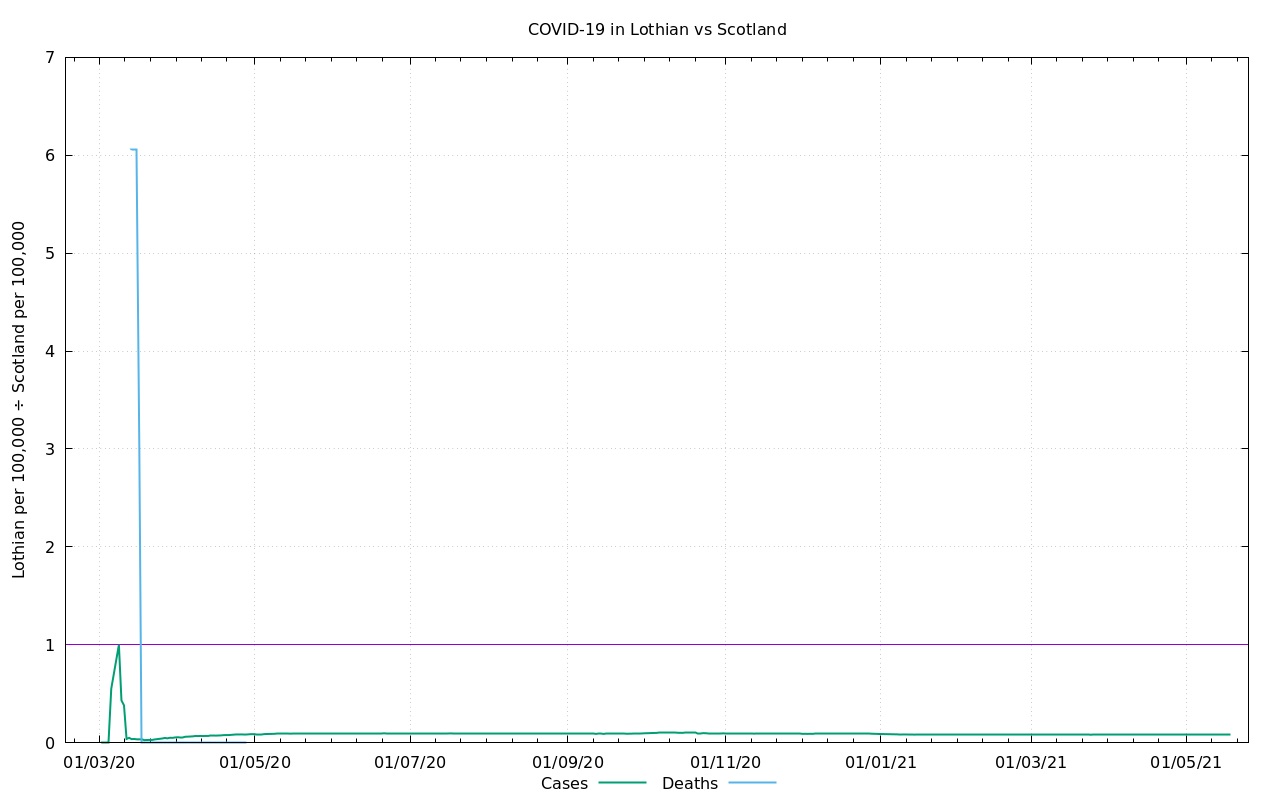 COVID-19 in Lothian vs Scotland
Lothian per 100,000 ÷ Scotland per 100,000
7
6
5
4
3
2
1
0
01/03/20 01/05/20 01/07/20 01/09/20 01/11/20 01/01/21 01/03/21 01/05/21
Cases Deaths